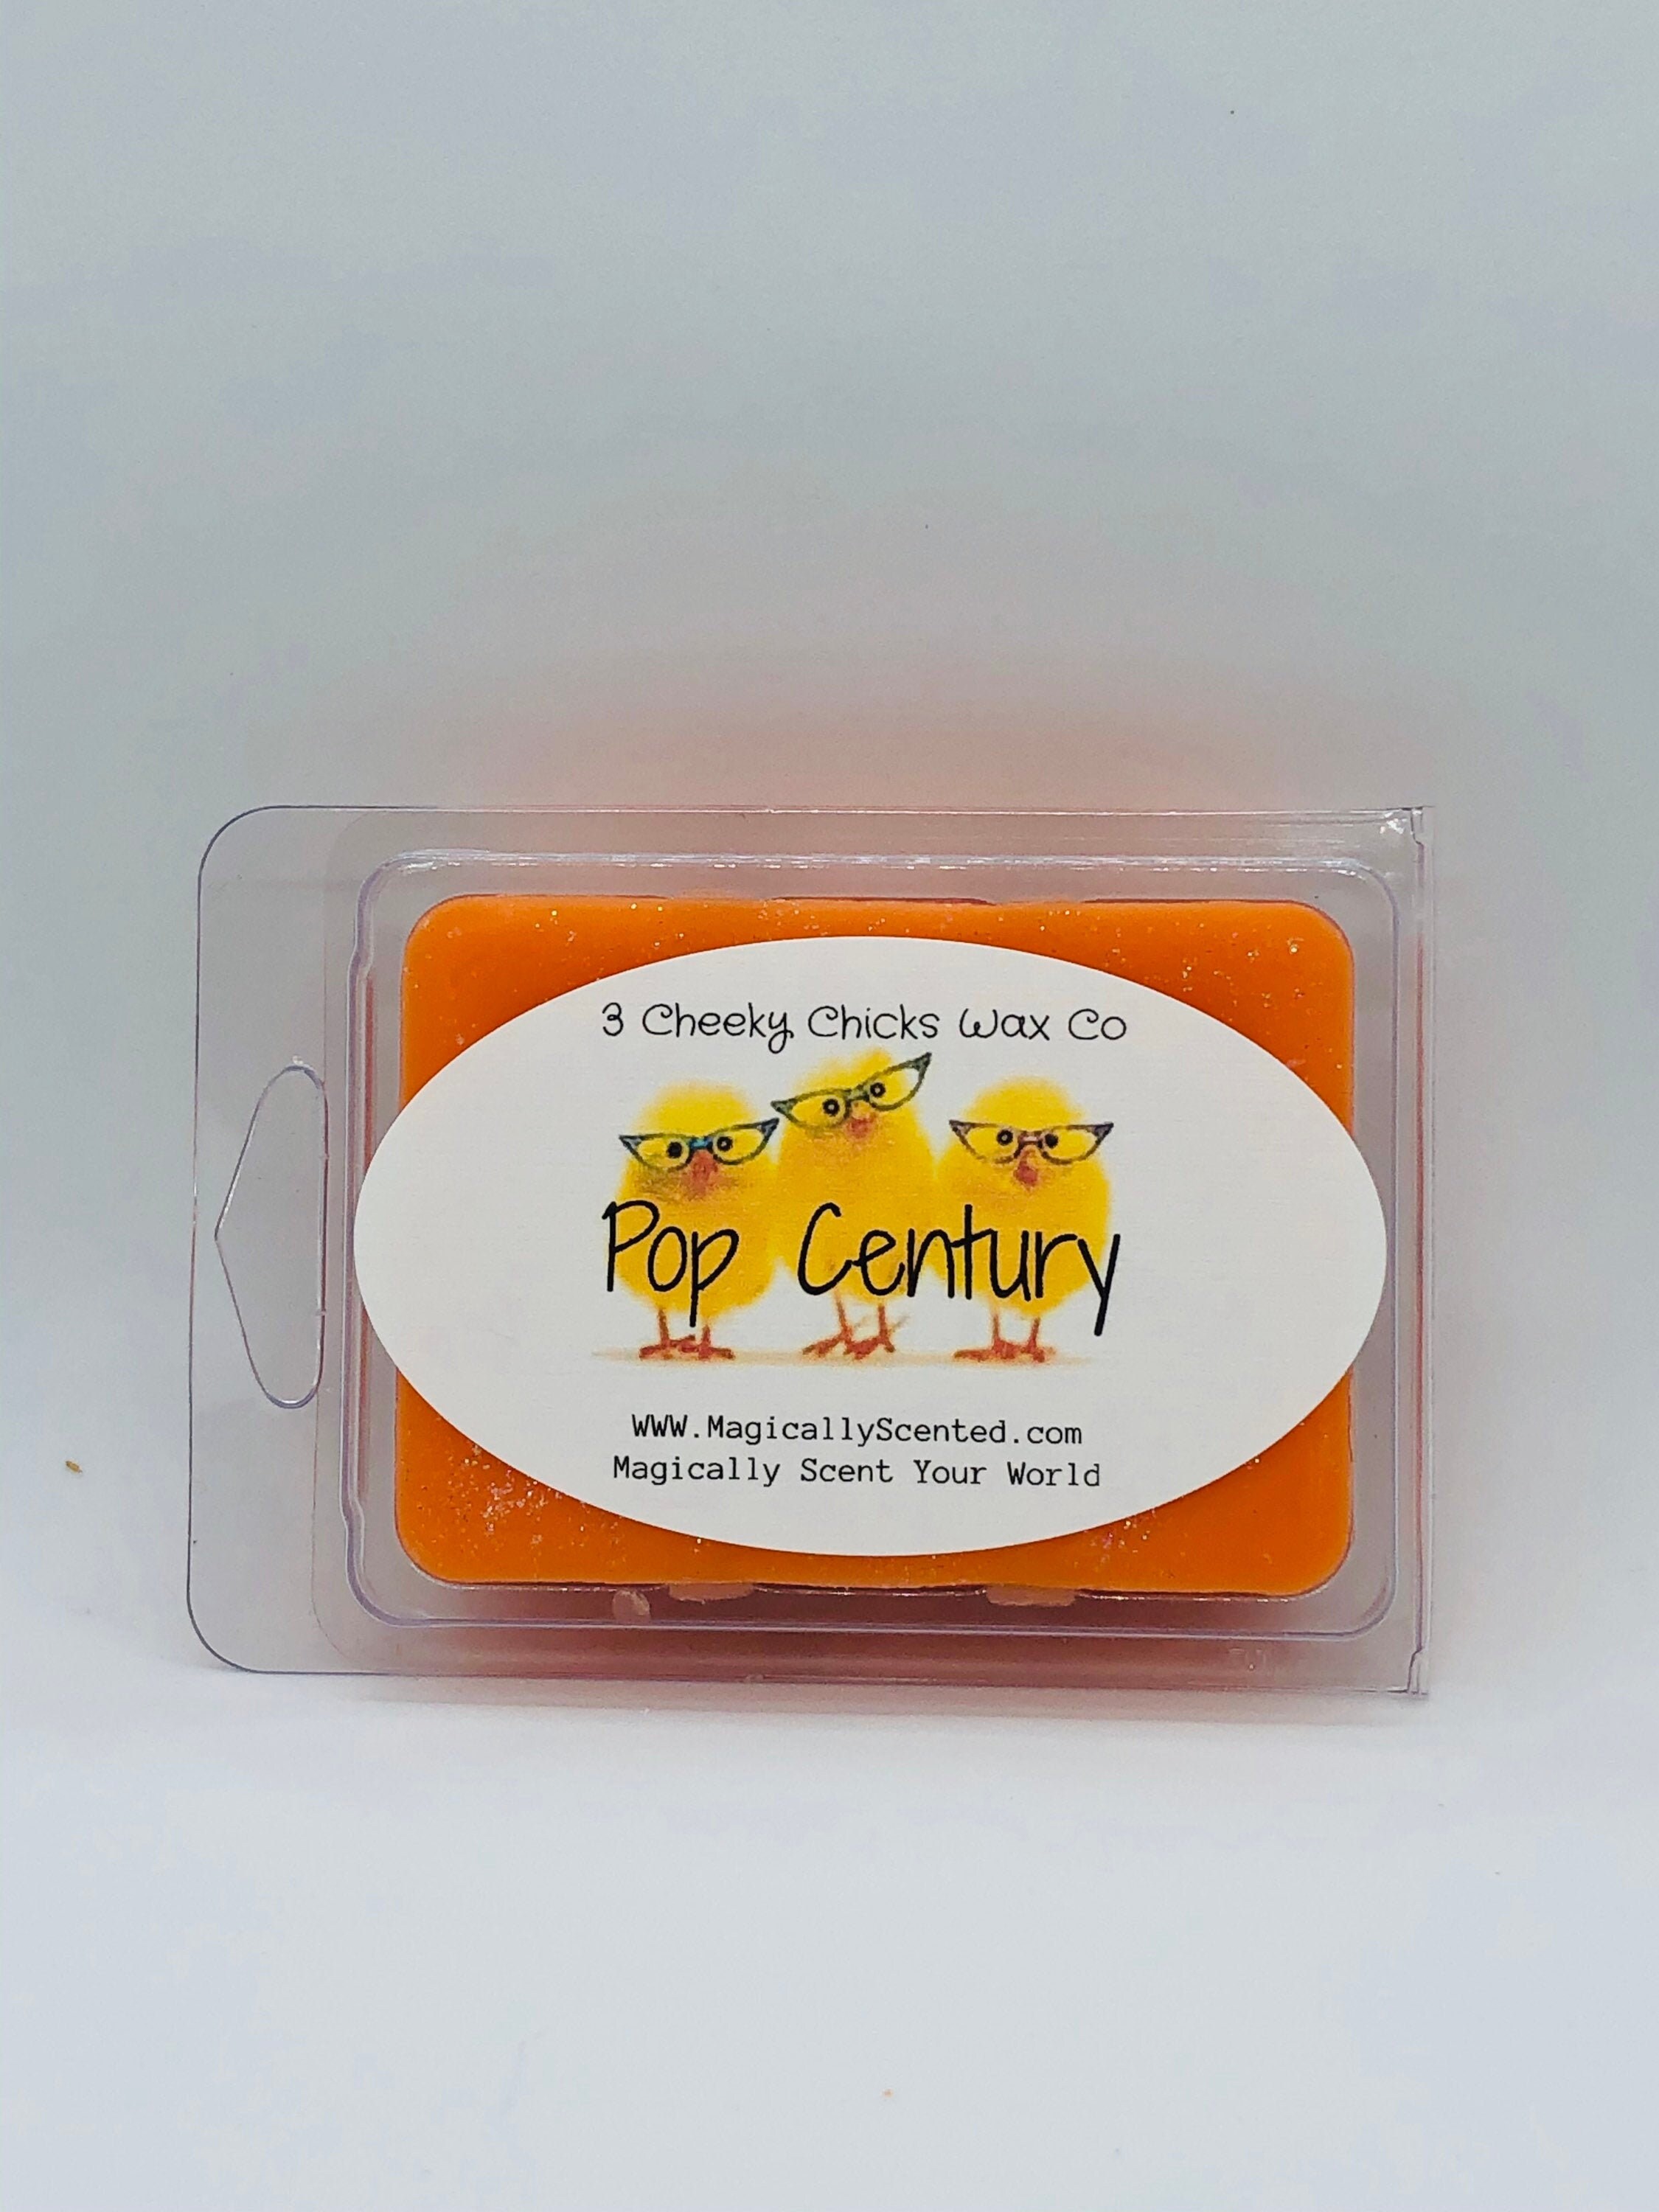 3 Cheeky Chicks Wax Co
Pop Century
WWW.MagicallyScented.com
Magically Scent Your World